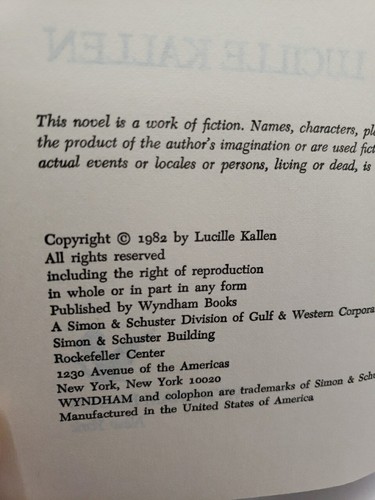 LUCILLE KALLEN
This novel is a work of fiction. Names, characters,
the product of the author's imagination or are used
actual events or locales or persons, living or dead, is
Copyright © 1982 by Lucille Kallen
All rights reserved
including the right of reproduction
in whole or in part in any form
Published by Wyndham Books
A Simon & Schuster Division of Gulf & Western
Simon & Schuster Building
Rockefeller Center
1230 Avenue of the Americas
New York, New York 10020
WYNDHAM and colophon are trademarks of Simon &
Manufactured in the United States of America